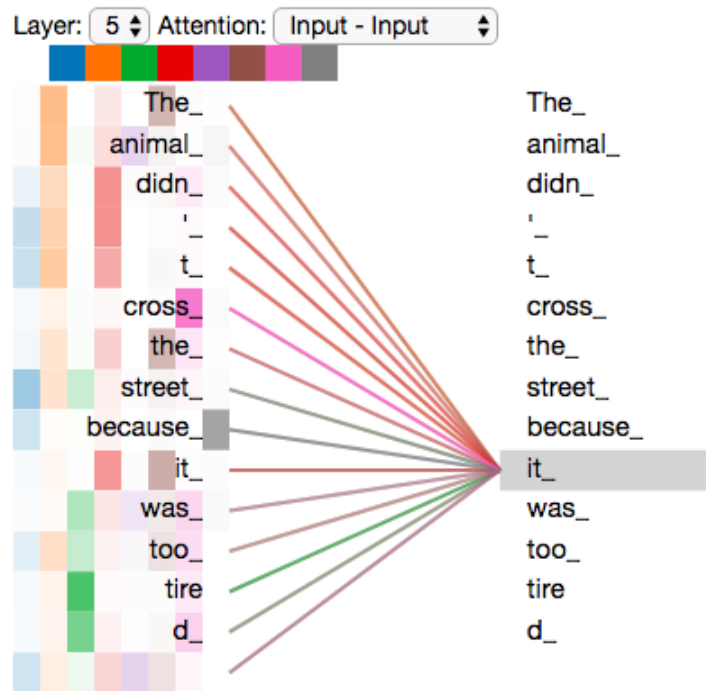 Layer: 5 Attention: Input - Input
The_ The_
animal_ animal_
didn_ didn_
'_ '_
t_ t_
cross_ cross_
the_ the_
street_ street_
because_ because_
it_ it_
was_ was_
too_ too_
tire tire
d_ d_